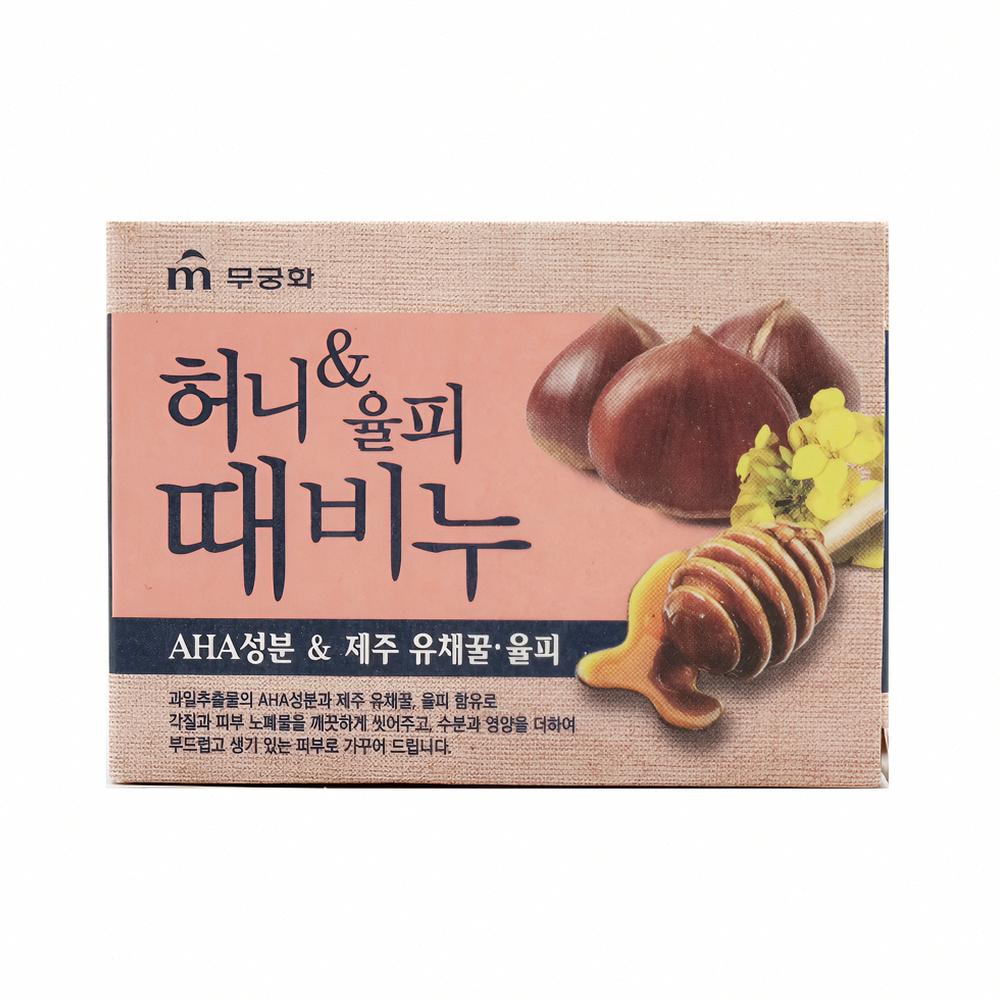 m 무궁화
허니 & 율피
때비누
AHA성분 & 제주 유채꿀·율피
과일추출물의 AHA성분과 제주 유채꿀, 율피 함유로
각질과 피부 노폐물을 깨끗하게 씻어주고, 수분과 영양을 더하여
부드럽고 생기 있는 피부로 가꾸어 드립니다.